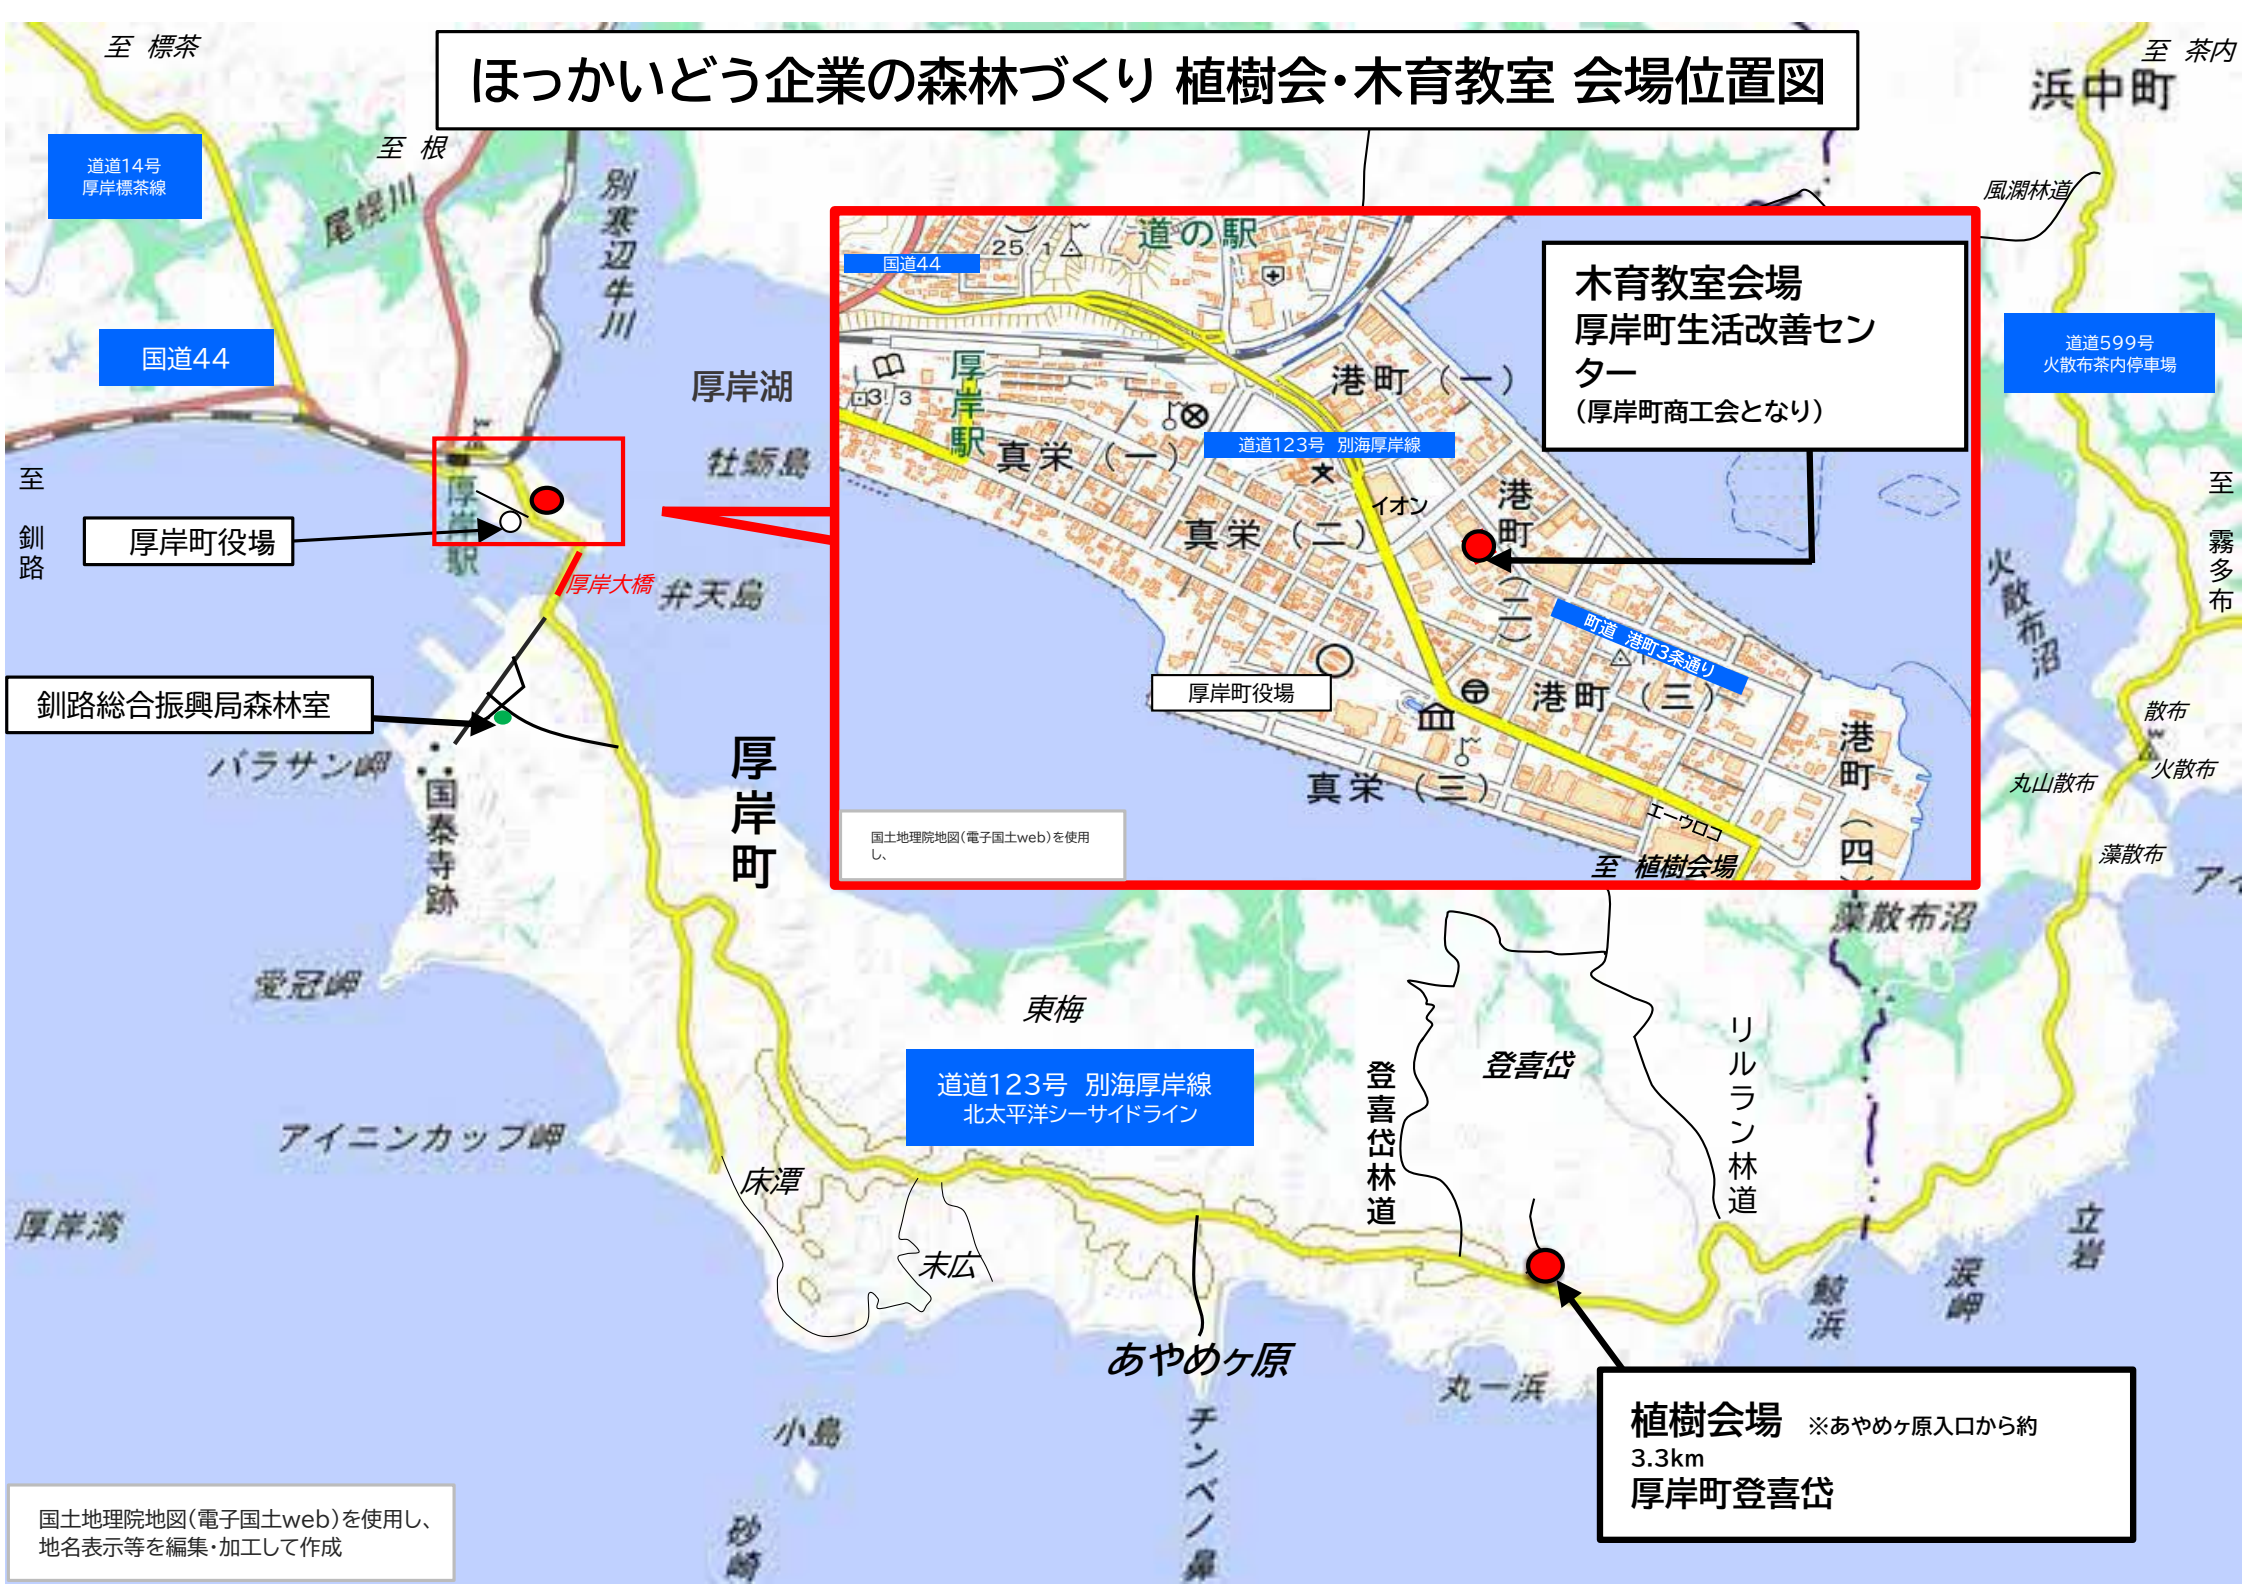 ほっかいどう企業の森林づくり 植樹会・木育教室 会場位置図
至 標茶
至 茶内
浜中町
道道14号
厚岸標茶線
至 根
尾幌川
別寒辺牛川
風澗林道
国道44
厚岸湖
牡蛎島
至 釧路
厚岸駅
厚岸町役場
厚岸大橋
弁天島
釧路総合振興局森林室
バラサン岬
国泰寺跡
厚岸町
愛冠岬
アイニンカップ岬
厚岸湾
道の駅
25.1
国道44
木育教室会場
厚岸町生活改善セン
ター
(厚岸町商工会となり)
厚岸駅
3.3
港町(一)
真栄(一)
道道123号 別海厚岸線
イオン
港町(二)
真栄(二)
町道 港町3条通り
厚岸町役場
港町(三)
真栄(三)
港町(四)
エーウロコ
至 植樹会場
国土地理院地図(電子国土web)を使用
し、
道道599号
火散布茶内停車場
至 霧多布
火散布沼
散布
火散布
丸山散布
藻散布
アイ
藻散布沼
東梅
道道123号 別海厚岸線
北太平洋シーサイドライン
登喜岱林道
登喜岱
リルラン林道
床潭
末広
あやめヶ原
立岩
涙岬
鯨浜
丸一浜
チンベノ鼻
小島
砂崎
植樹会場 ※あやめヶ原入口から約
3.3km
厚岸町登喜岱
国土地理院地図(電子国土web)を使用し、
地名表示等を編集・加工して作成